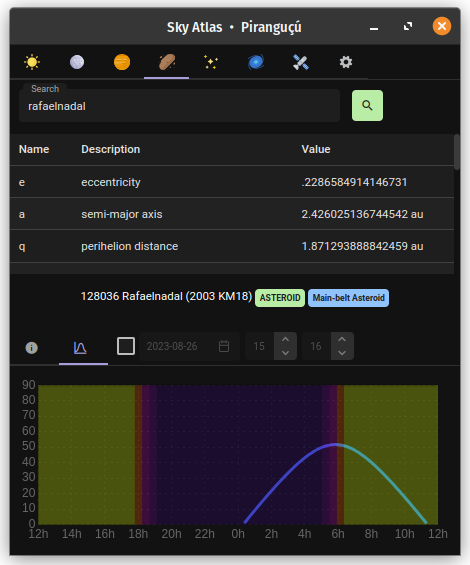 Sky Atlas • Piranguçú
Search
rafaelnadal
Name Description Value
e eccentricity .2286584914146731
a semi-major axis 2.426025136744542 au
q perihelion distance 1.871293888842459 au
128036 Rafaelnadal (2003 KM18) ASTEROID Main-belt Asteroid
2023-08-26 15 16
90
80
70
60
50
40
30
20
10
0
12h 14h 16h 18h 20h 22h 0h 2h 4h 6h 8h 10h 12h